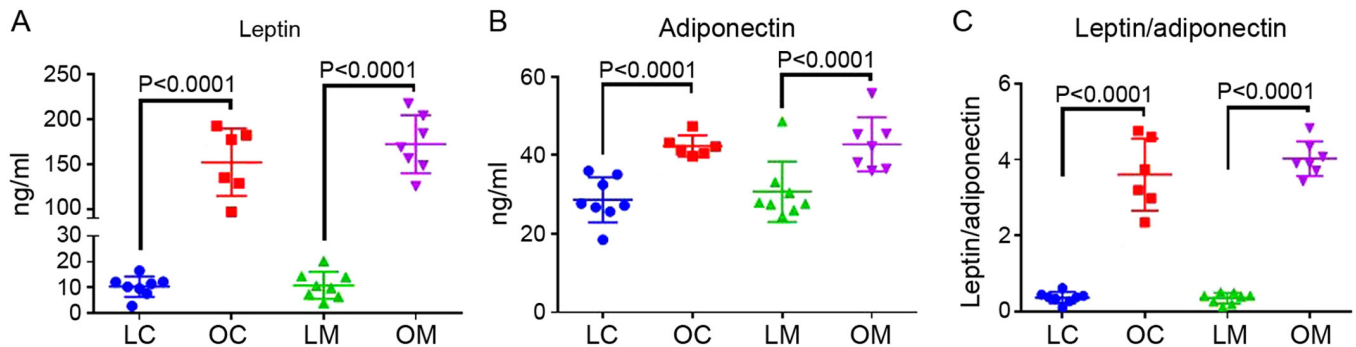 A
Leptin
P<0.0001
P<0.0001
ng/ml
250
200
150
100
30
20
10
0
LC
OC
LM
OM
B
Adiponectin
P<0.0001
P<0.0001
ng/ml
60
40
20
0
LC
OC
LM
OM
C
Leptin/adiponectin
P<0.0001
P<0.0001
Leptin/adiponectin
6
4
2
0
LC
OC
LM
OM